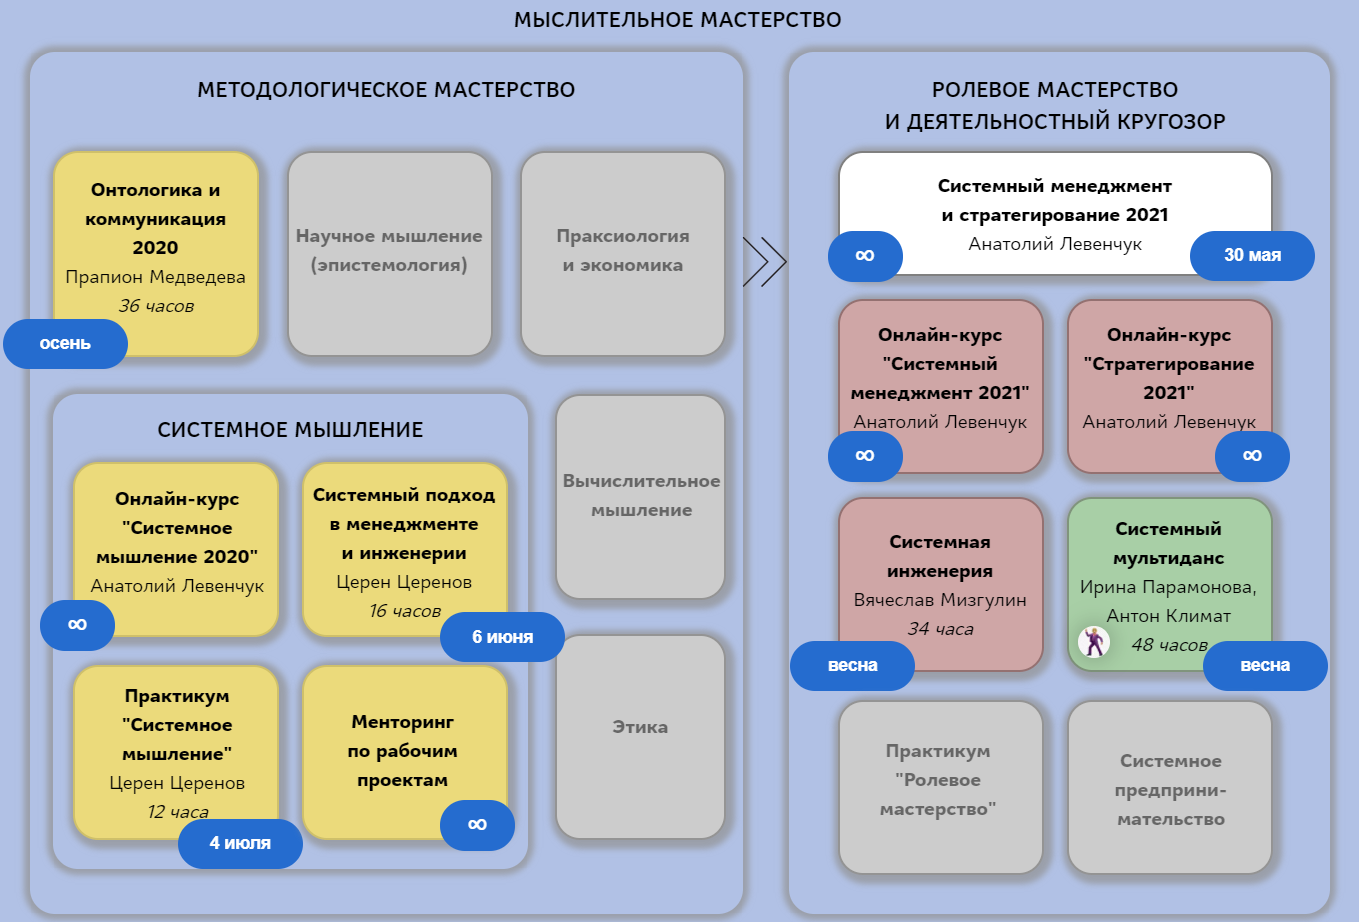 МЫСЛИТЕЛЬНОЕ МАСТЕРСТВО
МЕТОДОЛОГИЧЕСКОЕ МАСТЕРСТВО
Онтологика и
коммуникация
2020
Прапион Медведева
36 часов
осень
Научное мышление
(эпистемология)
Праксиология
и экономика
СИСТЕМНОЕ МЫШЛЕНИЕ
Онлайн-курс
"Системное
мышление 2020"
Анатолий Левенчук
∞
Системный подход
в менеджменте
и инженерии
Церен Церенов
16 часов
6 июня
Практикум
"Системное
мышление"
Церен Церенов
12 часа
4 июля
Менторинг
по рабочим
проектам
∞
Вычислительное
мышление
Этика
РОЛЕВОЕ МАСТЕРСТВО
И ДЕЯТЕЛЬНОСТНЫЙ КРУГОЗОР
Системный менеджмент
и стратегирование 2021
Анатолий Левенчук
∞
30 мая
Онлайн-курс
"Системный
менеджмент 2021"
Анатолий Левенчук
∞
Онлайн-курс
"Стратегирование
2021"
Анатолий Левенчук
∞
Системная
инженерия
Вячеслав Мизгулин
34 часа
весна
Системный
мультиданс
Ирина Парамонова,
Антон Климат
48 часов
весна
Практикум
"Ролевое
мастерство"
Системное
предприни-
мательство